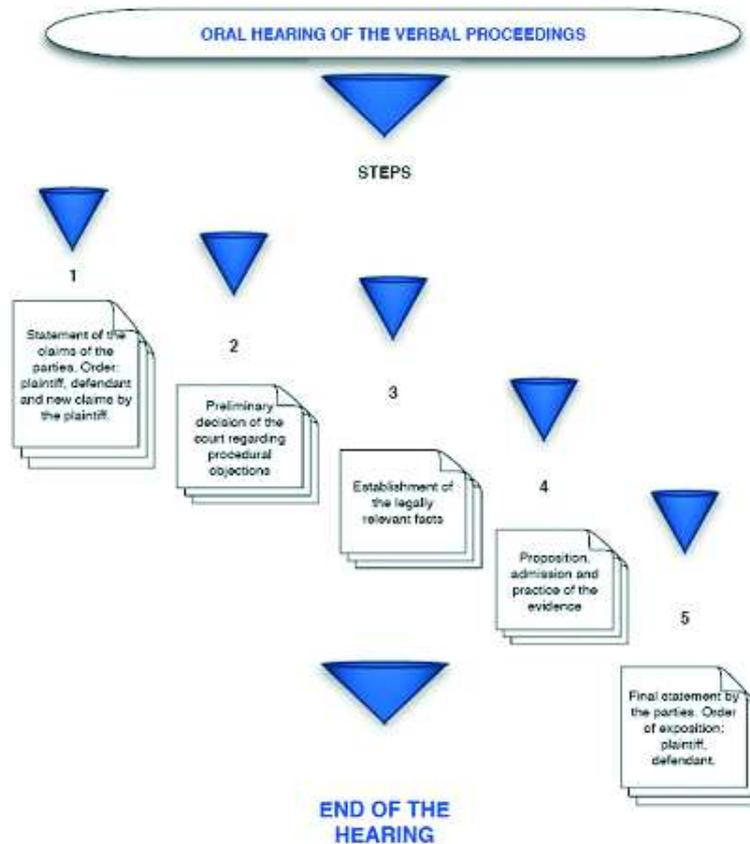 ORAL HEARING OF THE VERBAL PROCEEDINGS
STEPS
1
Statement of the
claims of the
parties. Order:
plaintiff, defendant
and new claims by
the plaintiff.
2
Preliminary
decision of the
court regarding
procedural
objections
3
Establishment of
the legally
relevant facts
4
Proposition,
admission and
practice of the
evidence
5
Final statement by
the parties. Order
of exposition:
plaintiff,
defendant.
END OF THE
HEARING